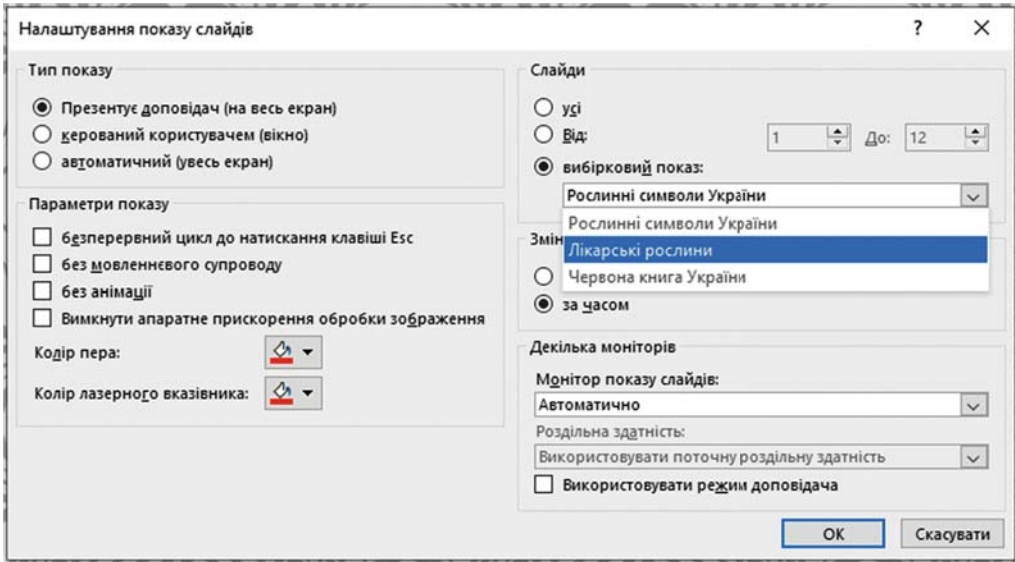 Налаштування показу слайдів
?
Тип показу
Презентує доповідач (на весь екран)
керований користувачем (вікно)
автоматичний (увесь екран)
Параметри показу
безперервний цикл до натискання клавіші Esc
без мовленнєвого супроводу
без анімації
Вимкнути апаратне прискорення обробки зображення
Колір пера:
Колір лазерного вказівника:
Слайди
усі
Від: 1 До: 12
вибірковий показ:
Рослинні символи України
Рослинні символи України
Лікарські рослини
Червона книга України
за часом
Декілька моніторів
Монітор показу слайдів:
Автоматично
Роздільна здатність:
Використовувати поточну роздільну здатність
Використовувати режим доповідача
ОК
Скасувати